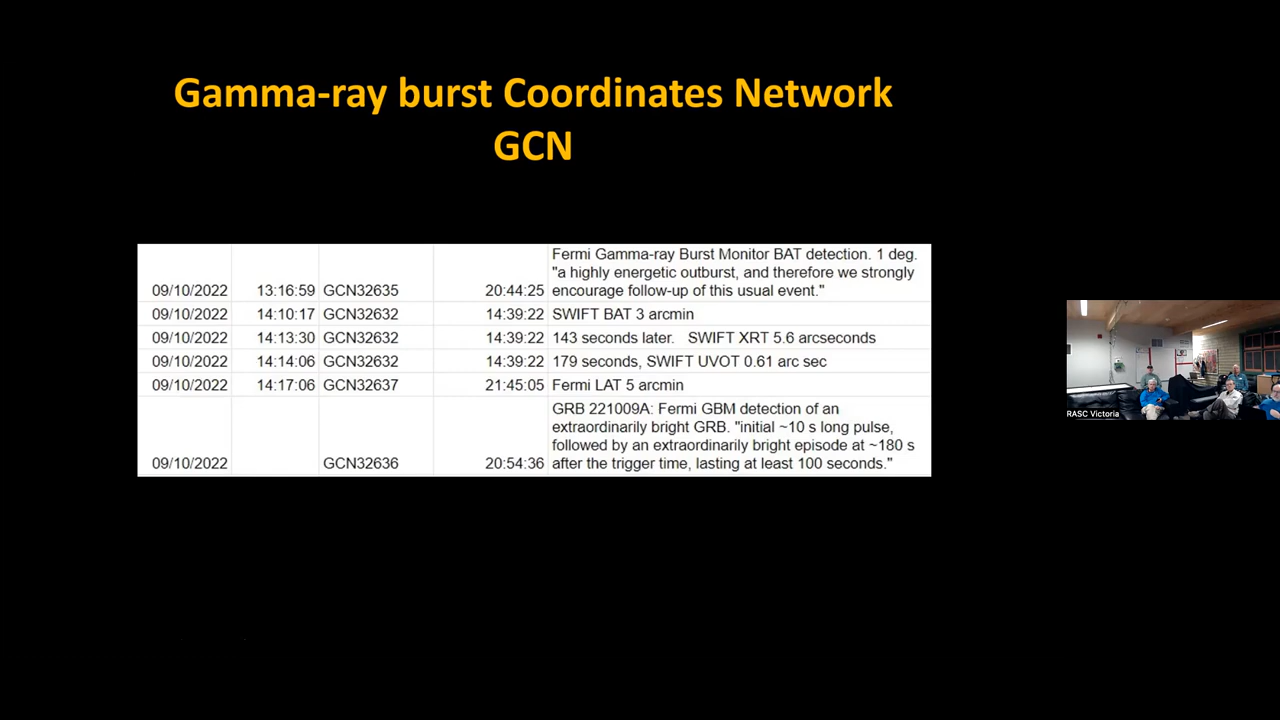 Gamma-ray burst Coordinates Network
GCN
Fermi Gamma-ray Burst Monitor BAT detection. 1 deg.
"a highly energetic outburst, and therefore we strongly
09/10/2022 13:16:59 GCN32635 20:44:25 encourage follow-up of this usual event."
09/10/2022 14:10:17 GCN32632 14:39:22 SWIFT BAT 3 arcmin
09/10/2022 14:13:30 GCN32632 14:39:22 143 seconds later. SWIFT XRT 5.6 arcseconds
09/10/2022 14:14:06 GCN32632 14:39:22 179 seconds, SWIFT UVOT 0.61 arc sec
09/10/2022 14:17:06 GCN32637 21:45:05 Fermi LAT 5 arcmin
GRB 221009A: Fermi GBM detection of an
extraordinarily bright GRB. "initial ~10 s long pulse,
followed by an extraordinarily bright episode at ~180 s
09/10/2022 GCN32636 20:54:36 after the trigger time, lasting at least 100 seconds."
RASC Victoria